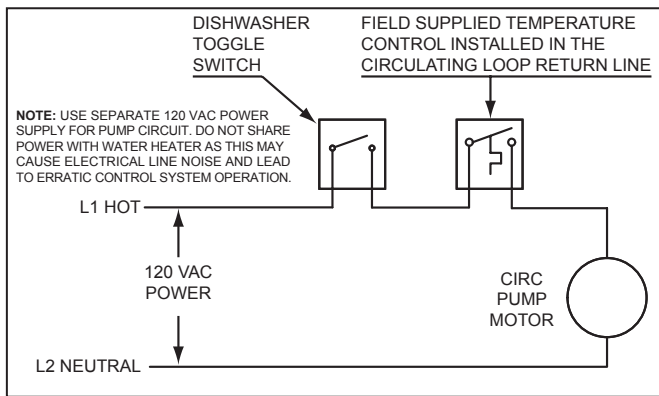 DISHWASHER
TOGGLE
SWITCH
FIELD SUPPLIED TEMPERATURE
CONTROL INSTALLED IN THE
CIRCULATING LOOP RETURN LINE
NOTE: USE SEPARATE 120 VAC POWER
SUPPLY FOR PUMP CIRCUIT. DO NOT SHARE
POWER WITH WATER HEATER AS THIS MAY
CAUSE ELECTRICAL LINE NOISE AND LEAD
TO ERRATIC CONTROL SYSTEM OPERATION.
L1 HOT
120 VAC
POWER
CIRC
PUMP
MOTOR
L2 NEUTRAL